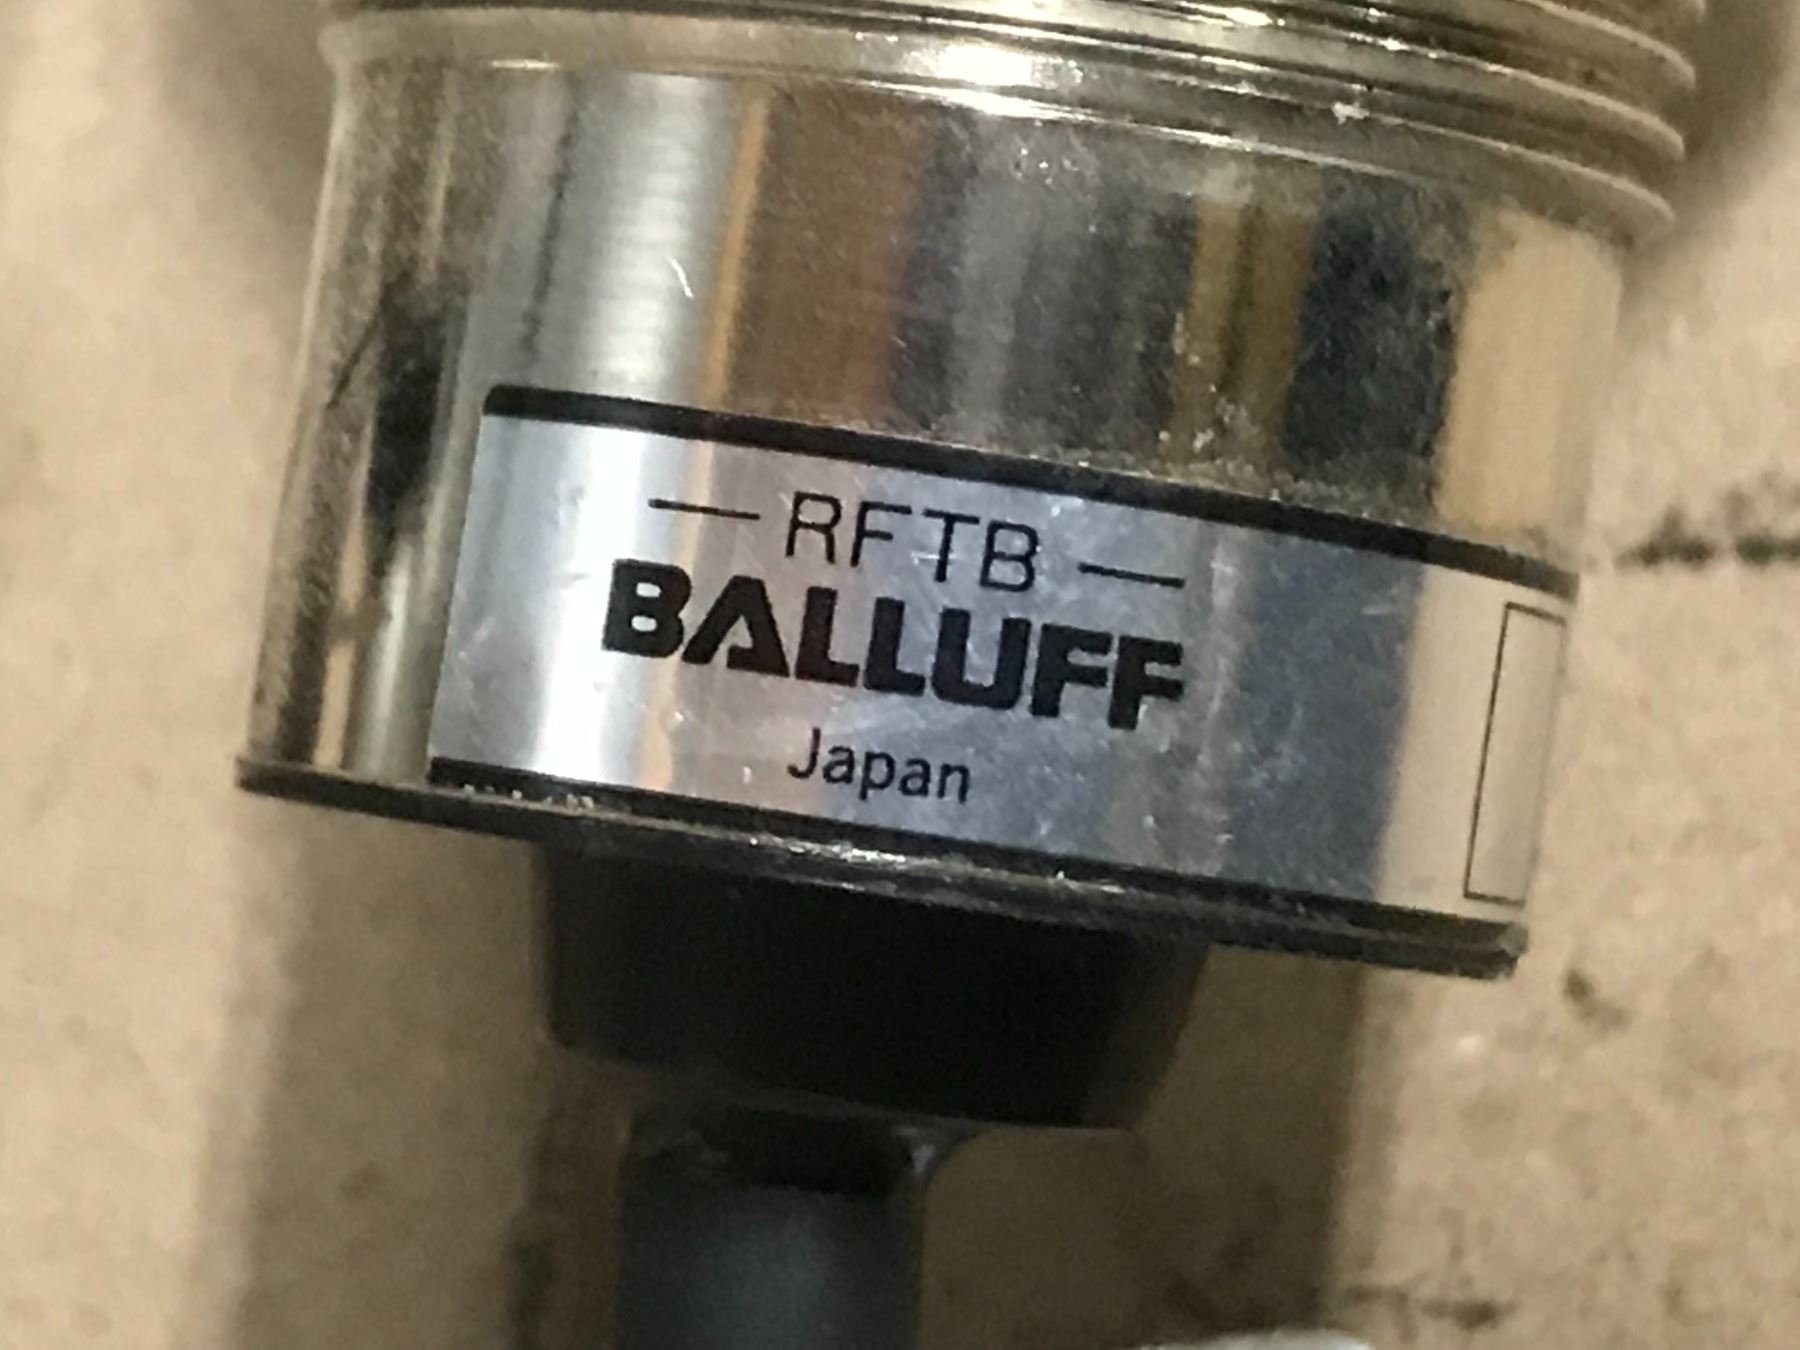 — RFTB —
BALLUFF
Japan